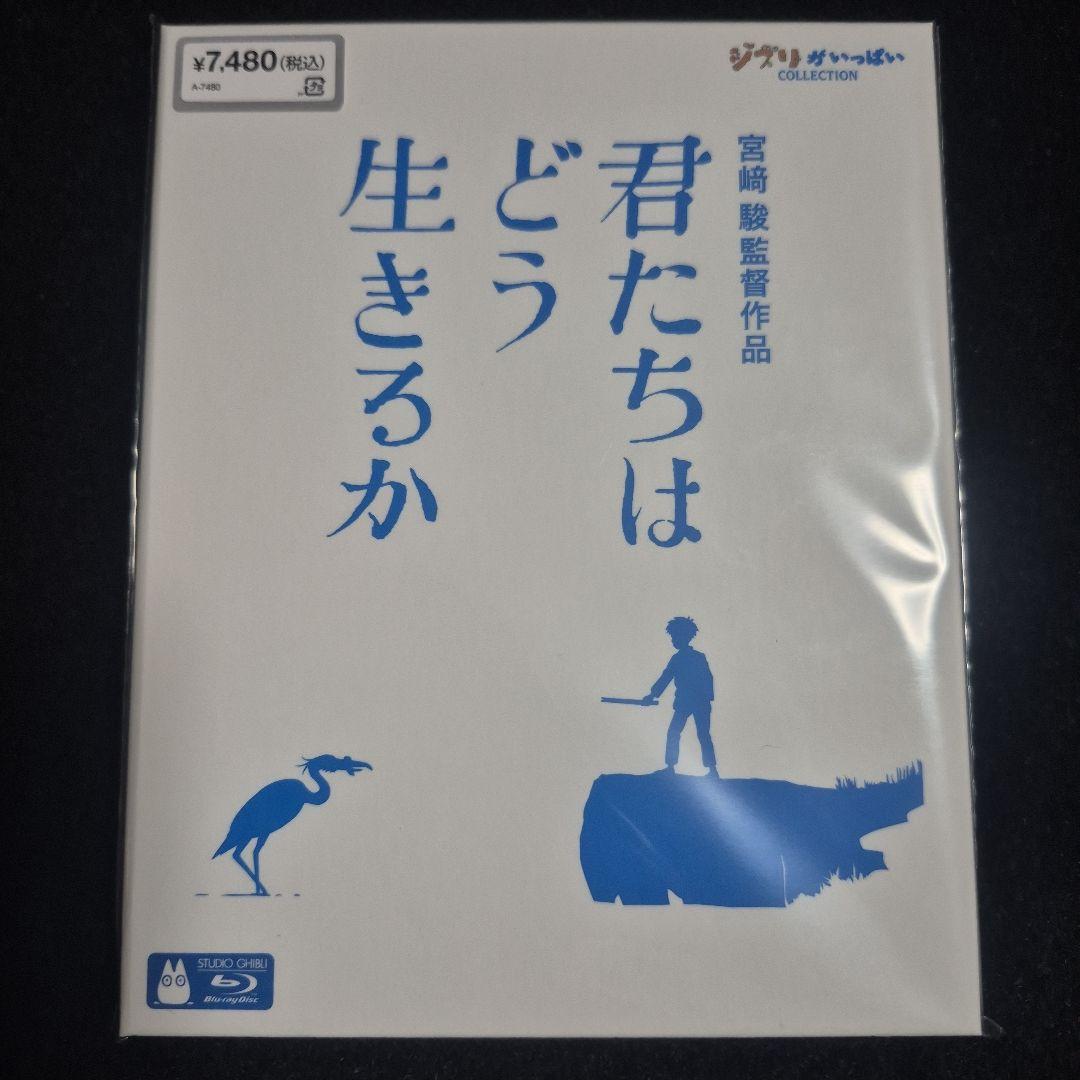 ¥7,480(税込)
A-7480
ジブリがいっぱい
COLLECTION
宮﨑 駿監督作品
君たちは
どう
生きるか
STUDIO GHIBLI
Blu-ray Disc